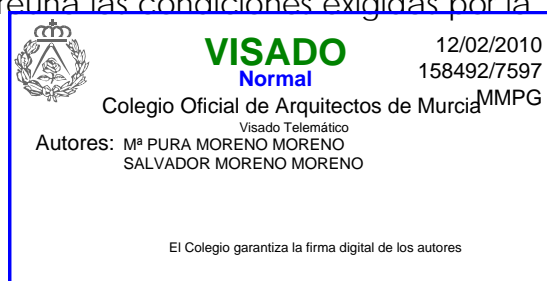 reúna las condiciones exigidas por la
VISADO
Normal
12/02/2010
158492/7597
MMPG
Colegio Oficial de Arquitectos de Murcia
Visado Telemático
Autores: Mª PURA MORENO MORENO
SALVADOR MORENO MORENO
El Colegio garantiza la firma digital de los autores